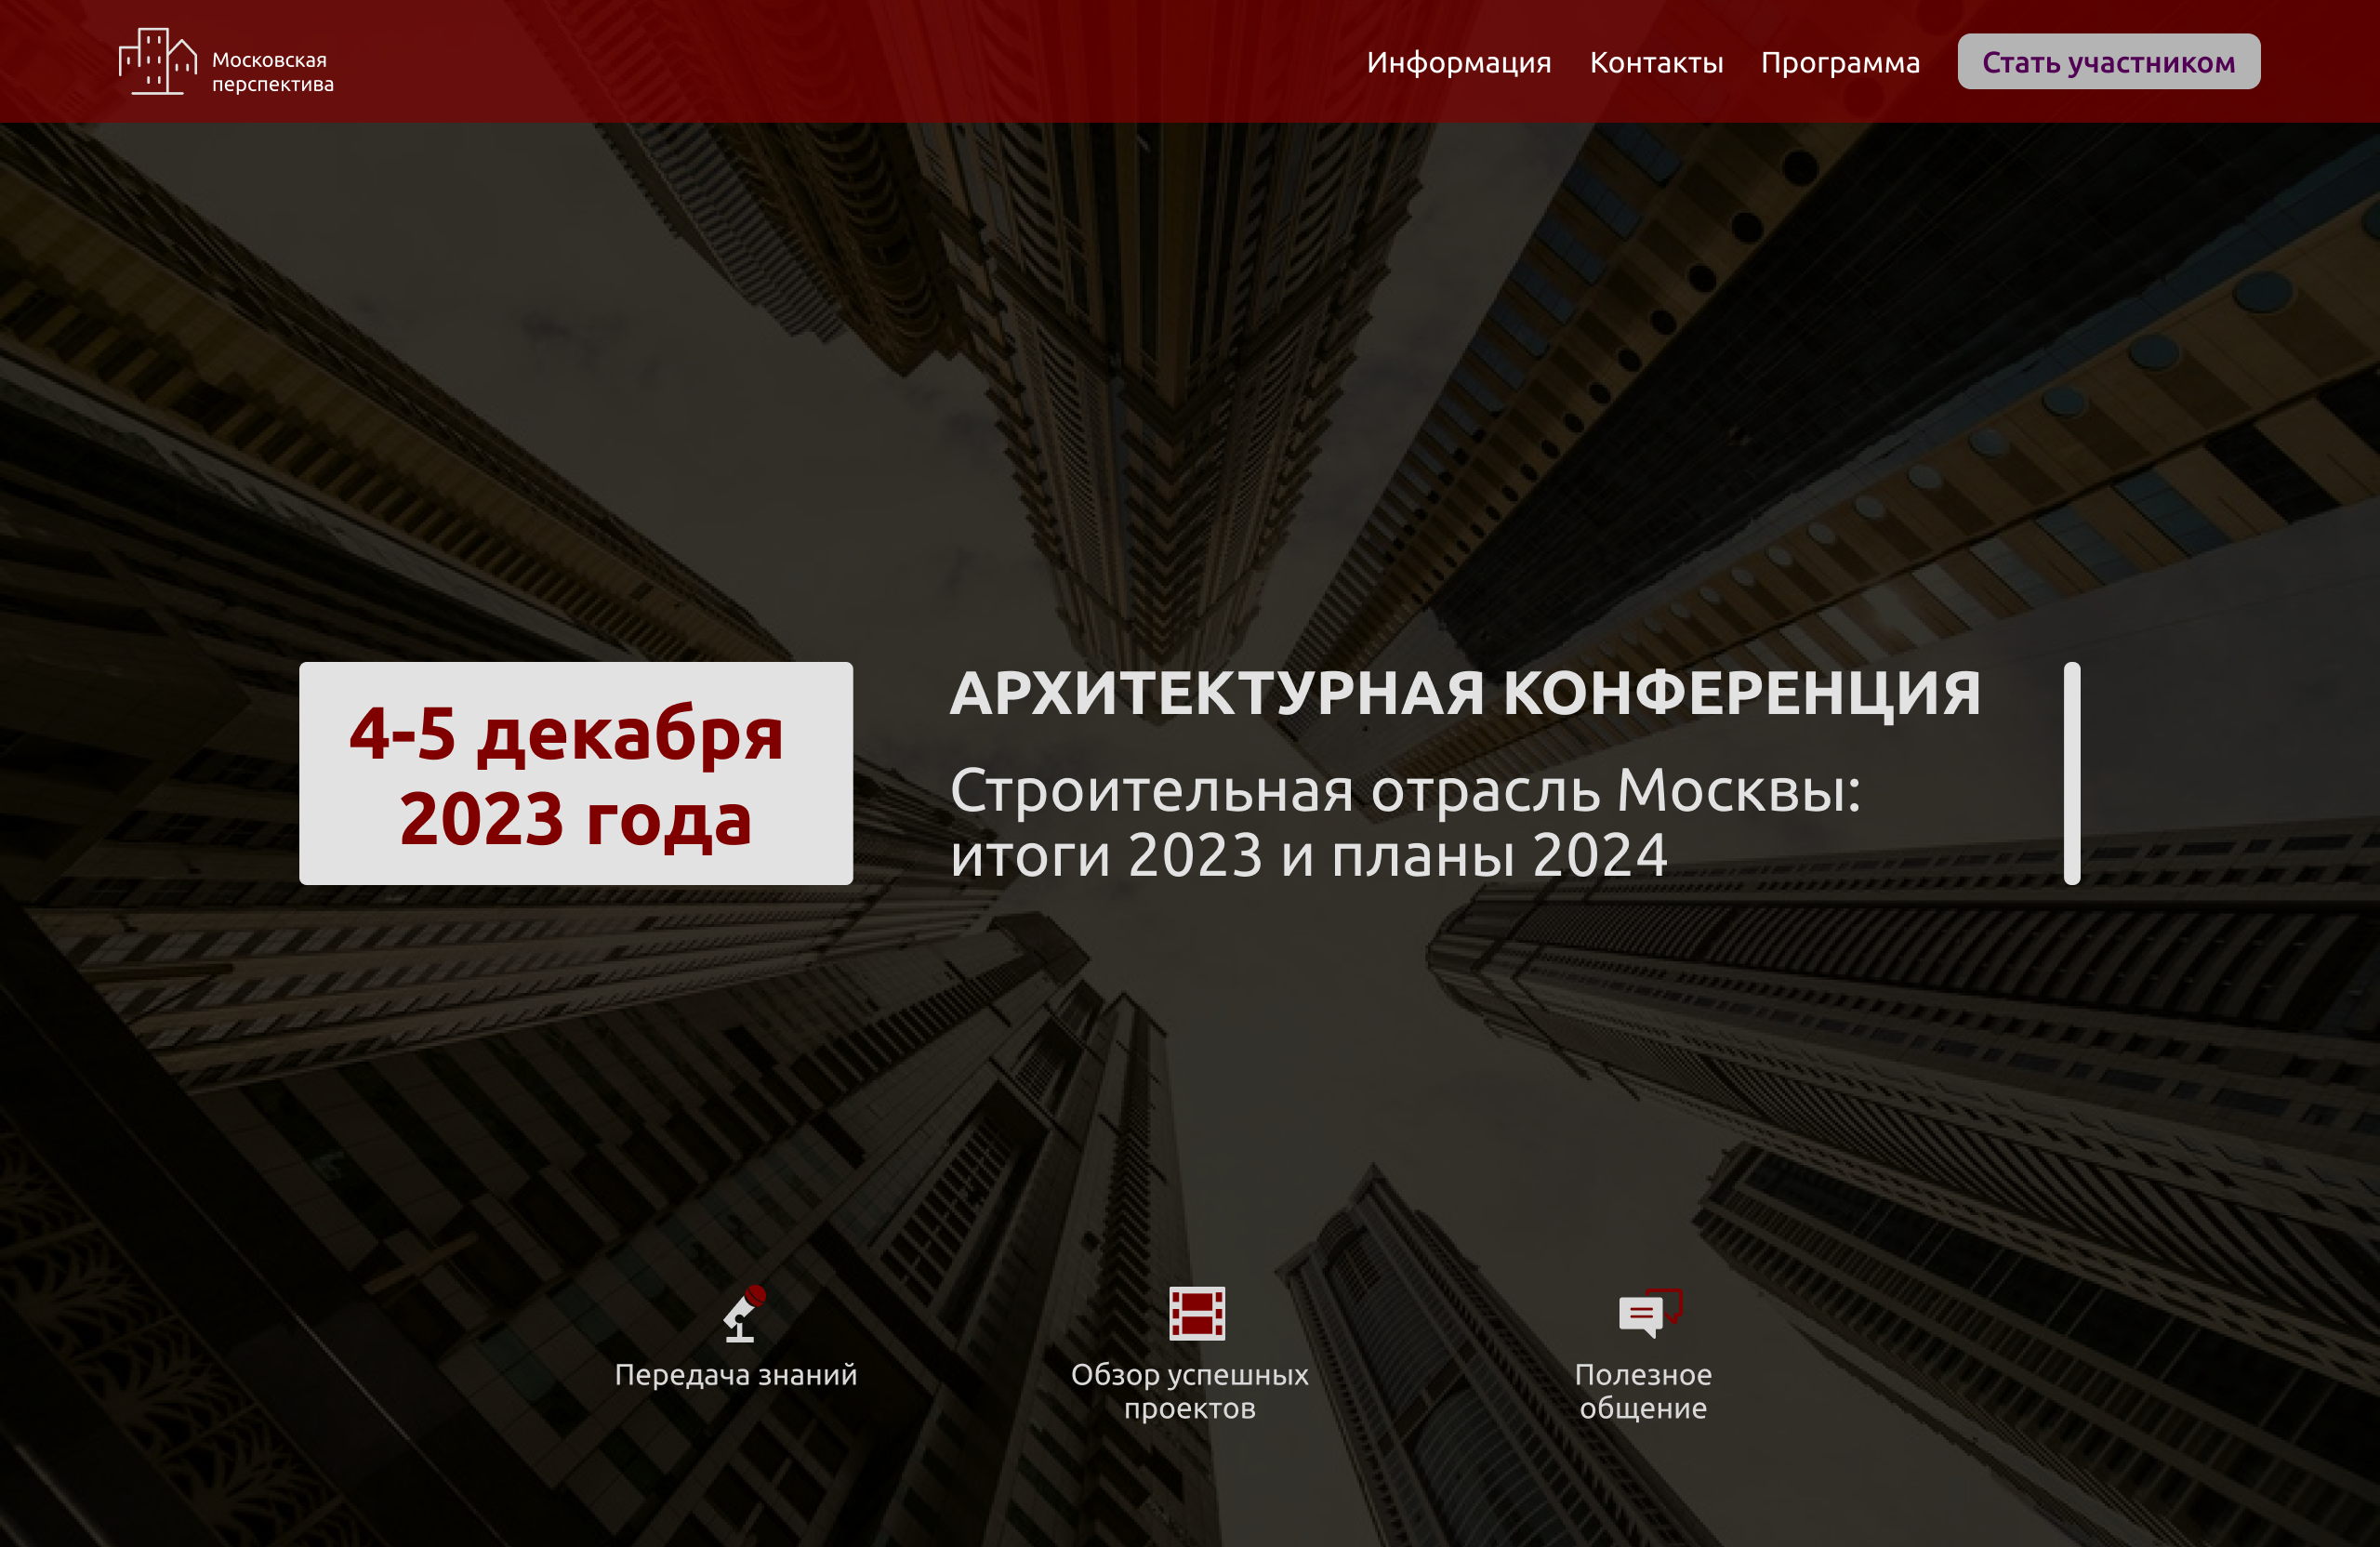 Московская
перспектива
Информация Контакты Программа Стать участником
4-5 декабря
2023 года
АРХИТЕКТУРНАЯ КОНФЕРЕНЦИЯ
Строительная отрасль Москвы:
итоги 2023 и планы 2024
Передача знаний
Обзор успешных
проектов
Полезное
общение